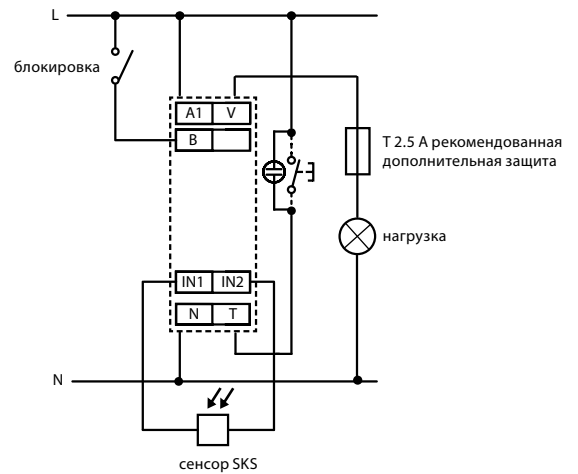 L
блокировка
A1 V
B
T 2.5 A рекомендованная
дополнительная защита
нагрузка
IN1 IN2
N T
N
сенсор SKS